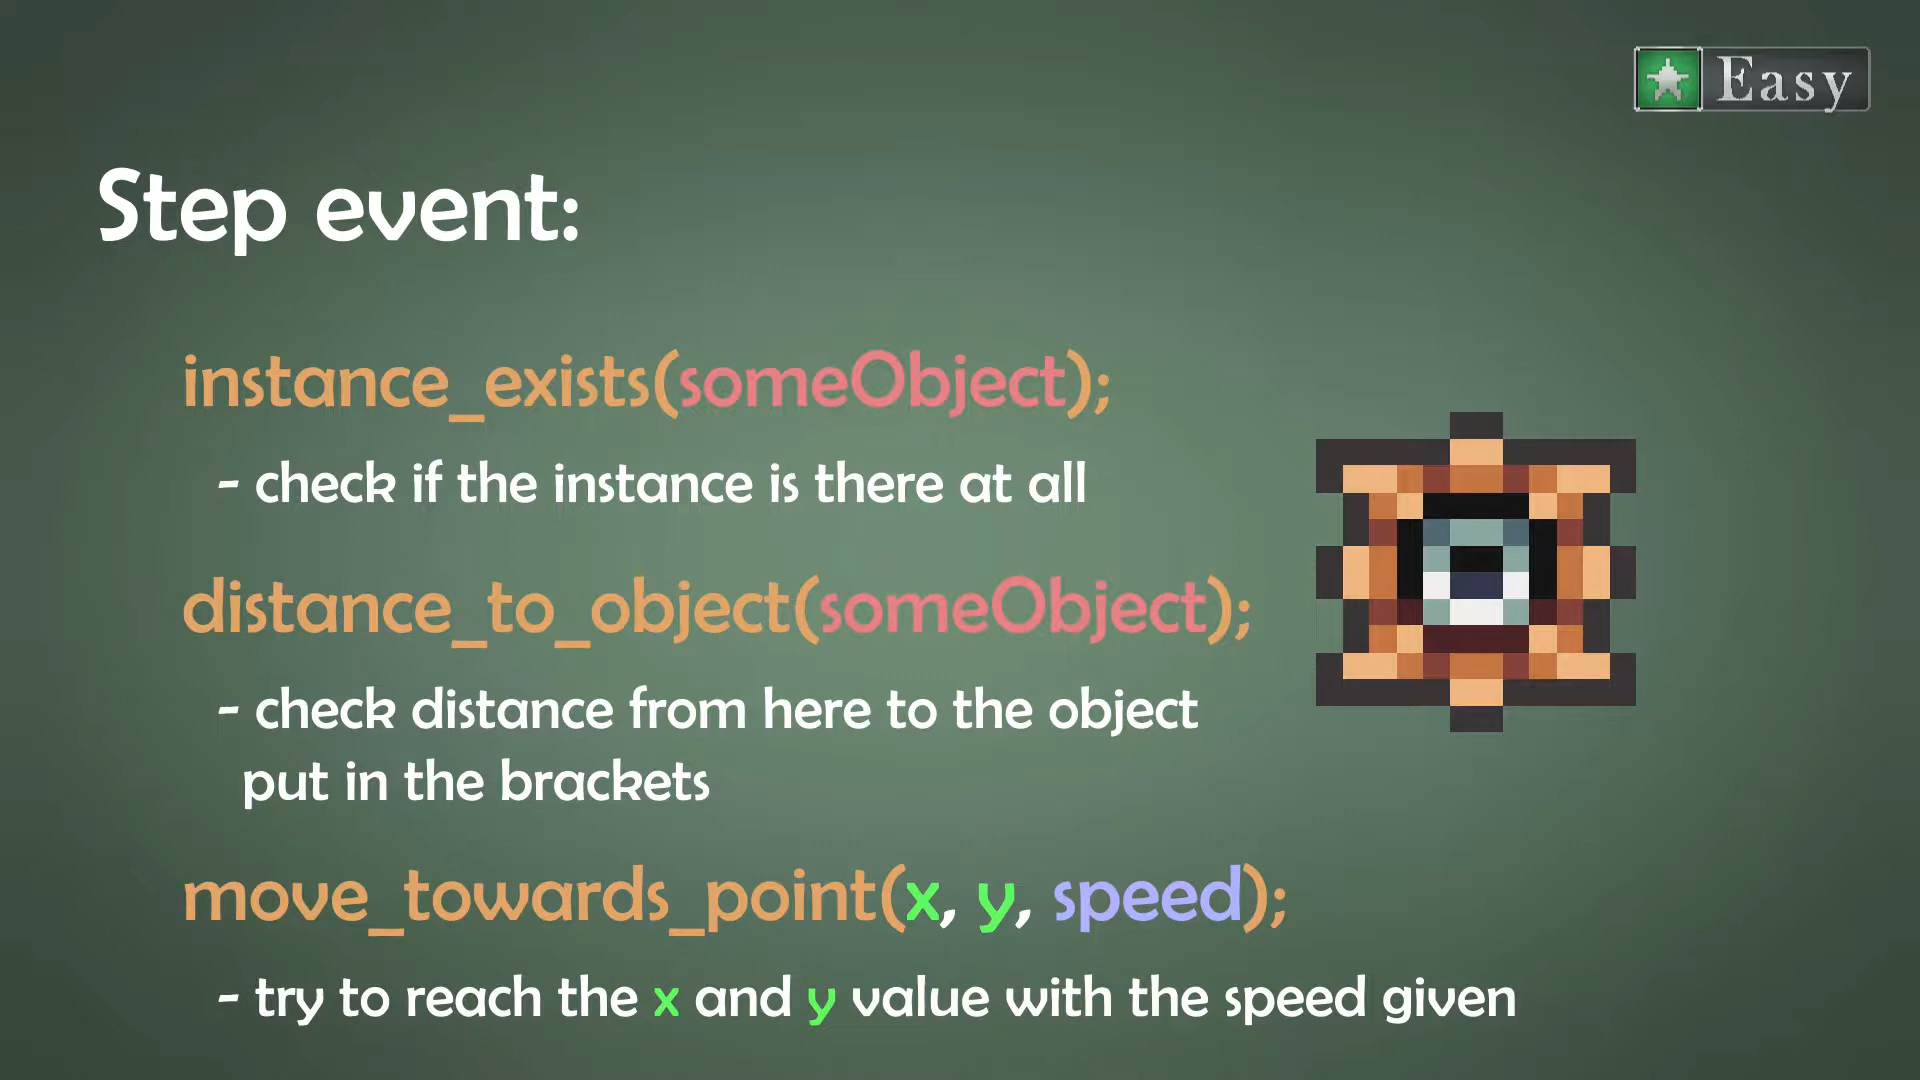 Easy
Step event:
instance_exists(someObject);
- check if the instance is there at all
distance_to_object(someObject);
- check distance from here to the object
put in the brackets
move_towards_point(x, y, speed);
- try to reach the x and y value with the speed given